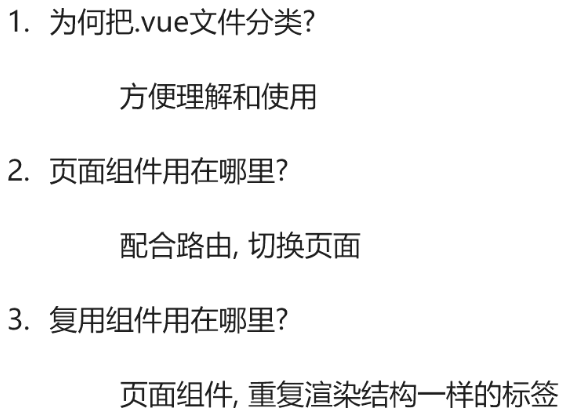 1. 为何把.vue文件分类?
方便理解和使用
2. 页面组件用在哪里?
配合路由, 切换页面
3. 复用组件用在哪里?
页面组件, 重复渲染结构一样的标签